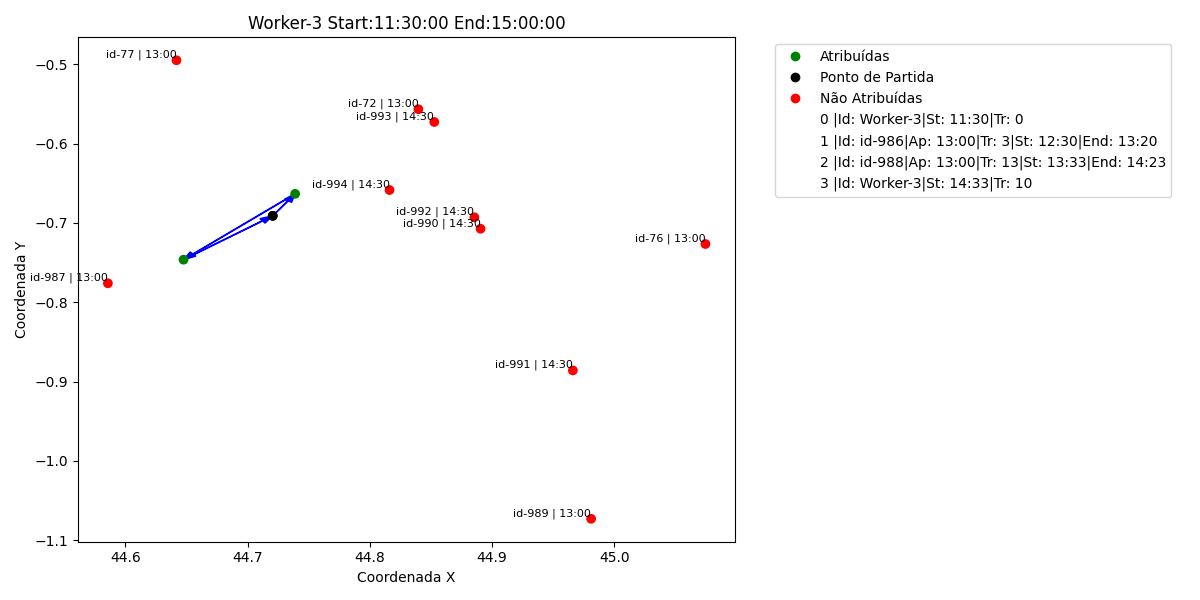 Worker-3 Start:11:30:00 End:15:00:00
Coordenada Y
−0.5
−0.6
−0.7
−0.8
−0.9
−1.0
−1.1
id-77 | 13:00
id-72 | 13:00
id-993 | 14:30
id-994 | 14:30
id-992 | 14:30
id-990 | 14:30
id-76 | 13:00
id-987 | 13:00
id-991 | 14:30
id-989 | 13:00
44.6
44.7
44.8
44.9
45.0
Coordenada X
Atribuídas
Ponto de Partida
Não Atribuídas
0 |Id: Worker-3|St: 11:30|Tr: 0
1 |Id: id-986|Ap: 13:00|Tr: 3|St: 12:30|End: 13:20
2 |Id: id-988|Ap: 13:00|Tr: 13|St: 13:33|End: 14:23
3 |Id: Worker-3|St: 14:33|Tr: 10